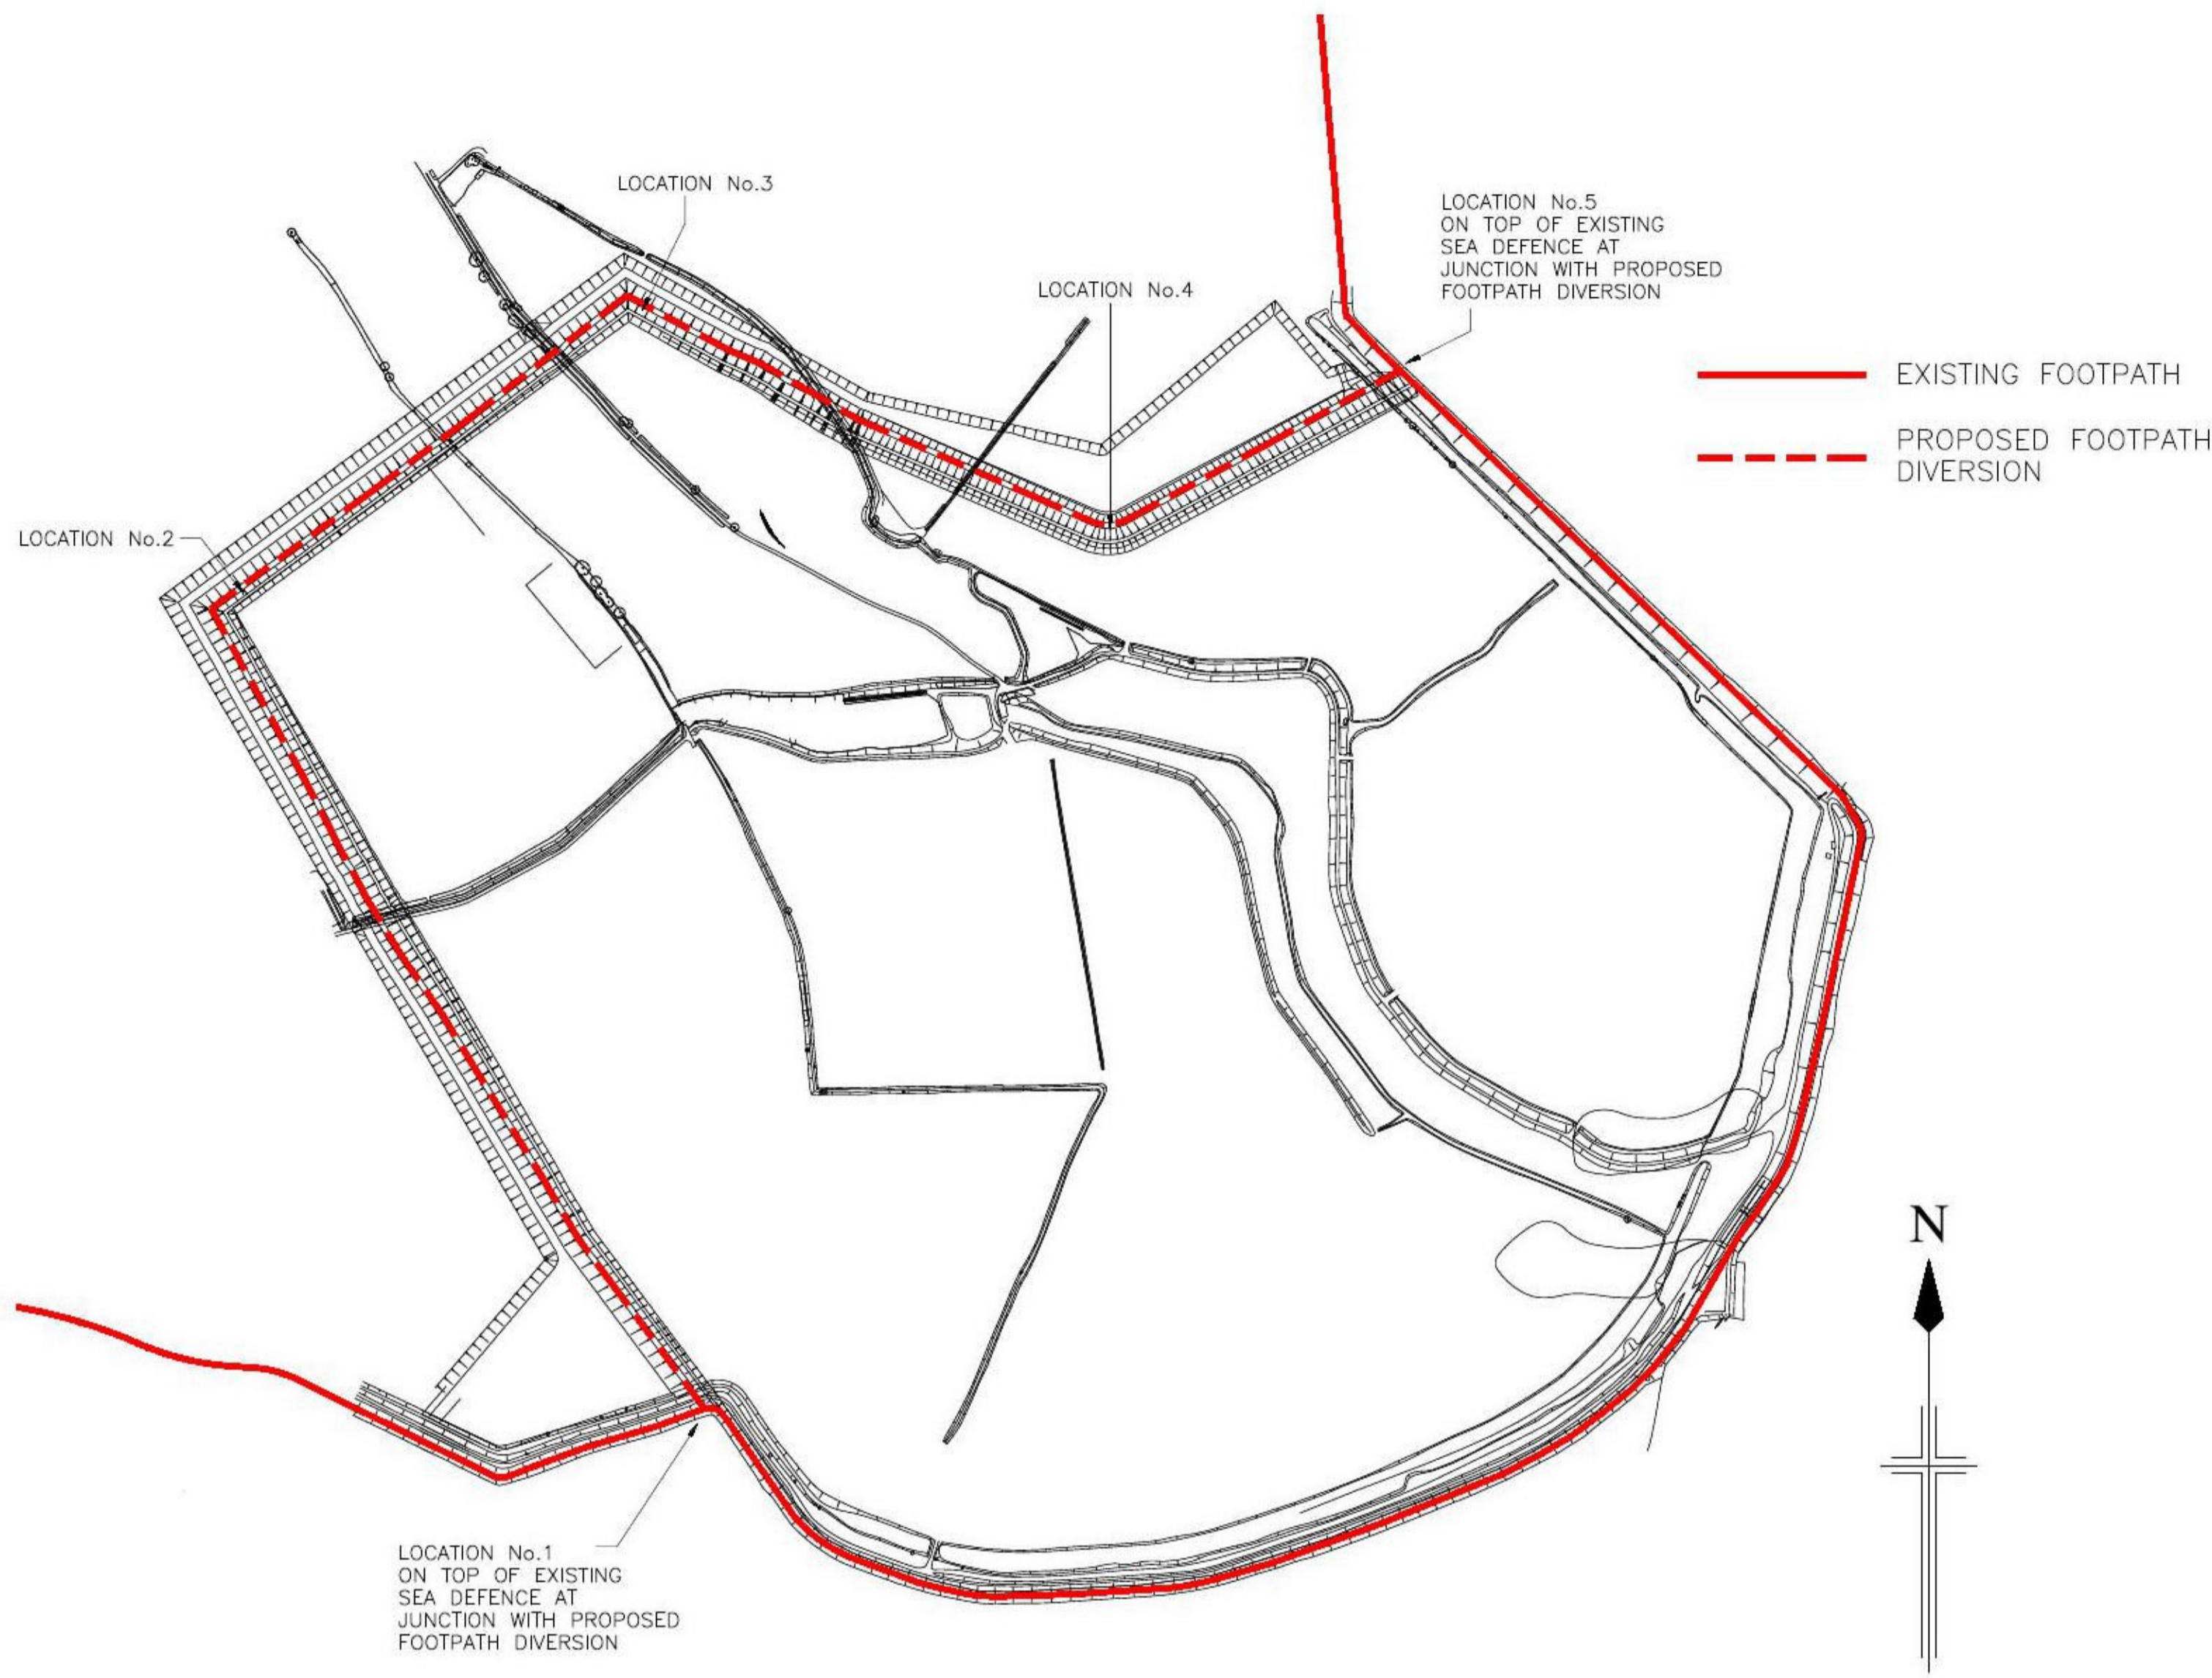 LOCATION No.3
LOCATION No.5
ON TOP OF EXISTING
SEA DEFENCE AT
JUNCTION WITH PROPOSED
FOOTPATH DIVERSION
LOCATION No.4
EXISTING FOOTPATH
PROPOSED FOOTPATH
DIVERSION
LOCATION No.2
N
LOCATION No.1
ON TOP OF EXISTING
SEA DEFENCE AT
JUNCTION WITH PROPOSED
FOOTPATH DIVERSION